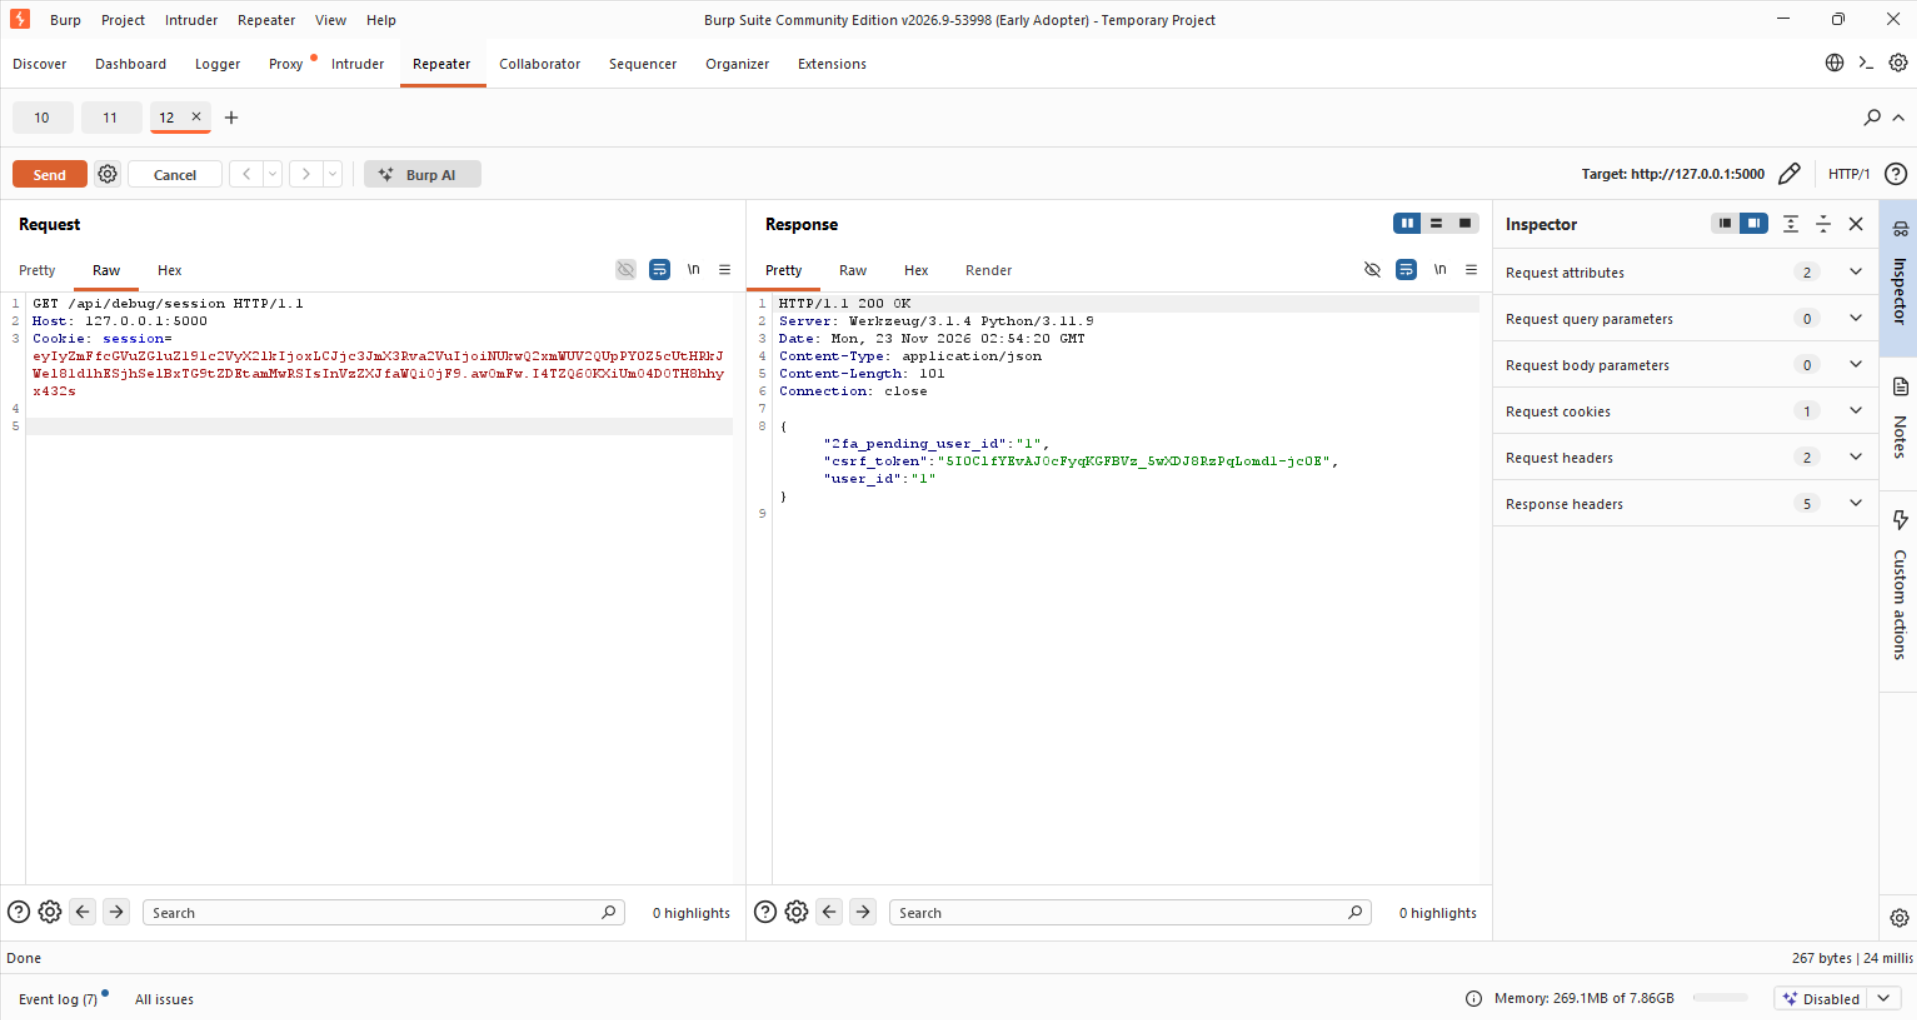 Burp Project Intruder Repeater View Help
Burp Suite Community Edition v2026.9-53998 (Early Adopter) - Temporary Project
Discover Dashboard Logger Proxy Intruder Repeater Collaborator Sequencer Organizer Extensions
10 11 12
Send Cancel Burp AI
Target: http://127.0.0.1:5000 HTTP/1
Request
Pretty Raw Hex \n
1 GET /api/debug/session HTTP/1.1
2 Host: 127.0.0.1:5000
3 Cookie: session=
x432s
4
5
Search 0 highlights
Response
Pretty Raw Hex Render \n
1 HTTP/1.1 200 OK
2 Server: Werkzeug/3.1.4 Python/3.11.9
3 Date: Mon, 23 Nov 2026 02:54:20 GMT
4 Content-Type: application/json
5 Content-Length: 101
6 Connection: close
7
8 {
"2fa_pending_user_id":"1",
"csrf_token":
"user_id":"1"
}
9
Search 0 highlights
Inspector
Request attributes 2
Request query parameters 0
Request body parameters 0
Request cookies 1
Request headers 2
Response headers 5
Inspector
Notes
Custom actions
Done
267 bytes | 24 millis
Event log (7) All issues
Memory: 269.1MB of 7.86GB
Disabled